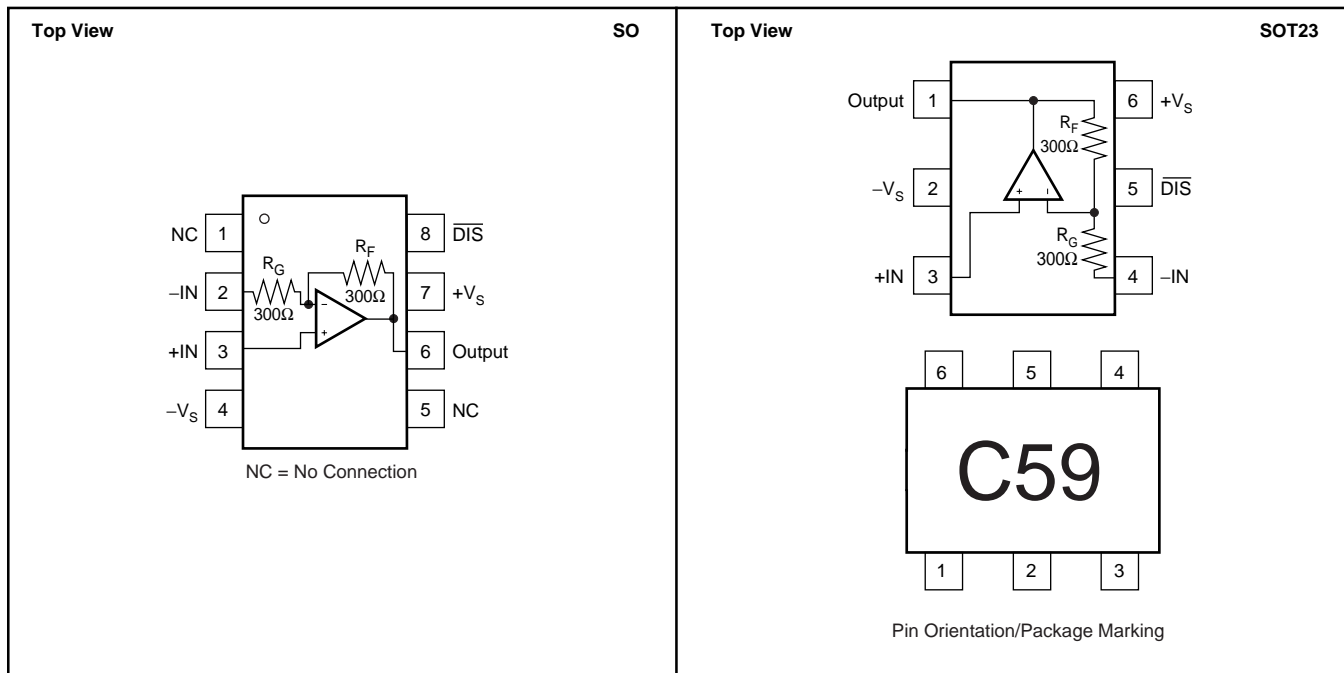 Top View
SO
NC 1
8 D̅I̅S̅
R_G
R_F
−IN 2
300Ω
300Ω
7 +V_S
−
+
+IN 3
6 Output
−V_S 4
5 NC
NC = No Connection
Top View
SOT23
Output 1
6 +V_S
R_F
300Ω
−V_S 2
+ −
5 D̅I̅S̅
R_G
300Ω
+IN 3
4 −IN
6 5 4
C59
1 2 3
Pin Orientation/Package Marking